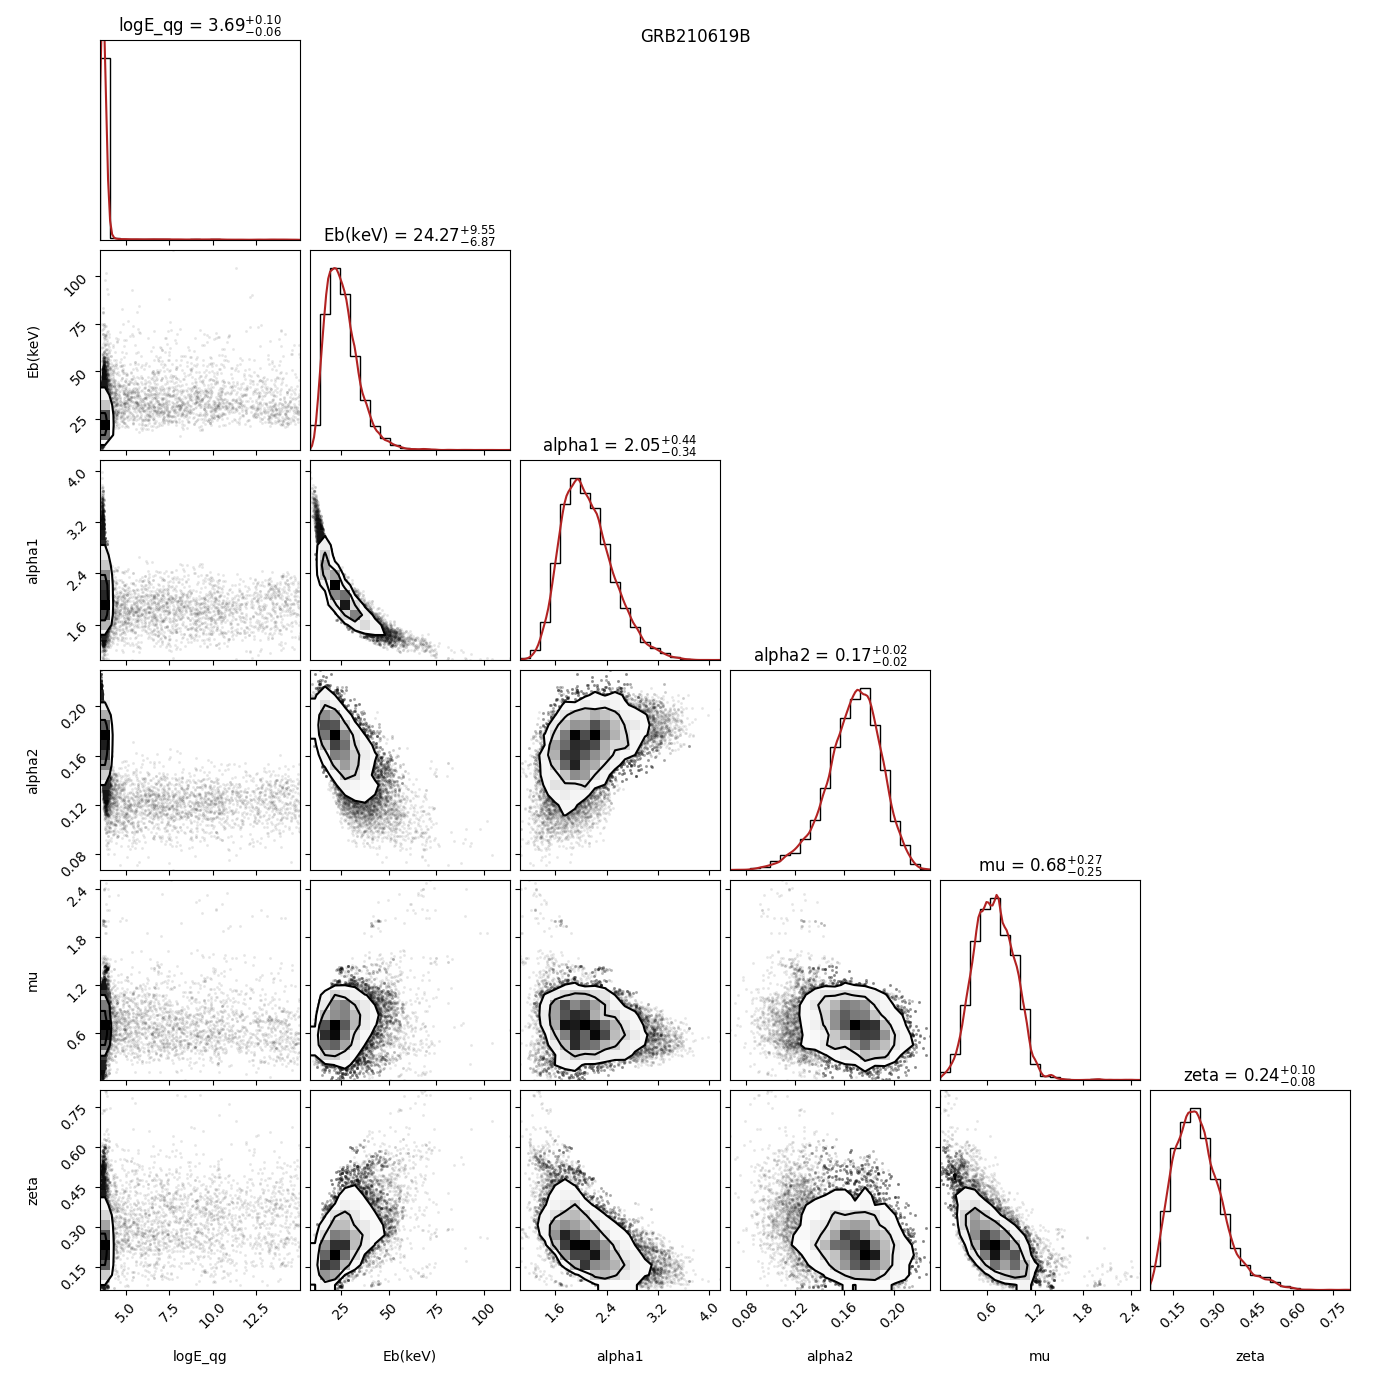 GRB210619B
logE_qg = 3.69+0.10 −0.06
Eb(keV) = 24.27+9.55 −6.87
100
75
50
25
Eb(keV)
alpha1 = 2.05+0.44 −0.34
4.0
3.2
2.4
1.6
alpha1
alpha2 = 0.17+0.02 −0.02
0.20
0.16
0.12
0.08
alpha2
mu = 0.68+0.27 −0.25
2.4
1.8
1.2
0.6
mu
zeta = 0.24+0.10 −0.08
0.75
0.60
0.45
0.30
0.15
zeta
5.0 7.5 10.0 12.5 25 50 75 100 1.6 2.4 3.2 4.0 0.08 0.12 0.16 0.20 0.6 1.2 1.8 2.4 0.15 0.30 0.45 0.60 0.75
logE_qg Eb(keV) alpha1 alpha2 mu zeta